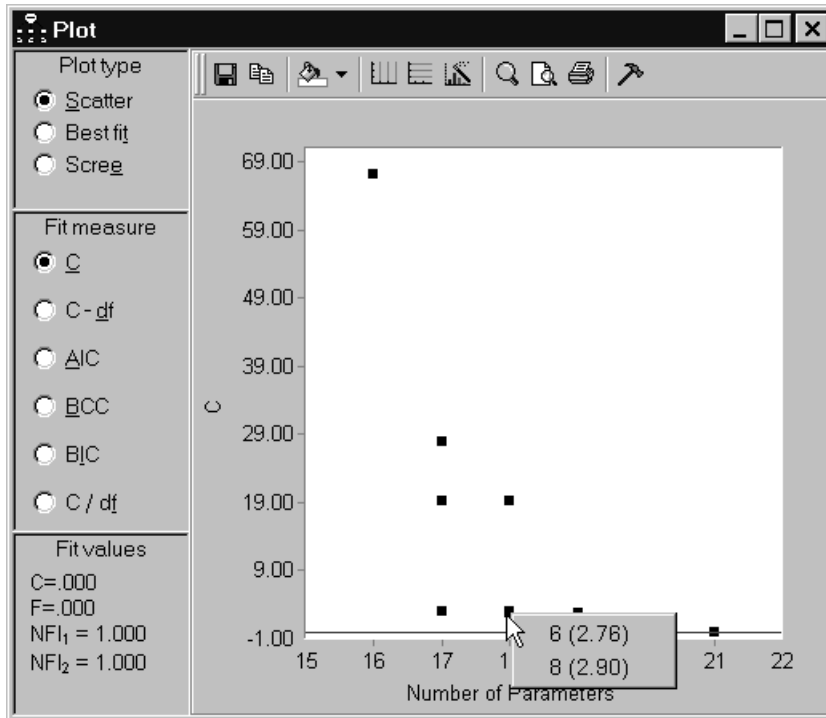 Plot
Plot type
Scatter
Best fit
Scree
Fit measure
C
C - df
AIC
BCC
BIC
C / df
Fit values
C=.000
F=.000
NFI1 = 1.000
NFI2 = 1.000
69.00
59.00
49.00
39.00
29.00
19.00
9.00
-1.00
C
15
16
17
1
21
22
6 (2.76)
8 (2.90)
Number of Parameters